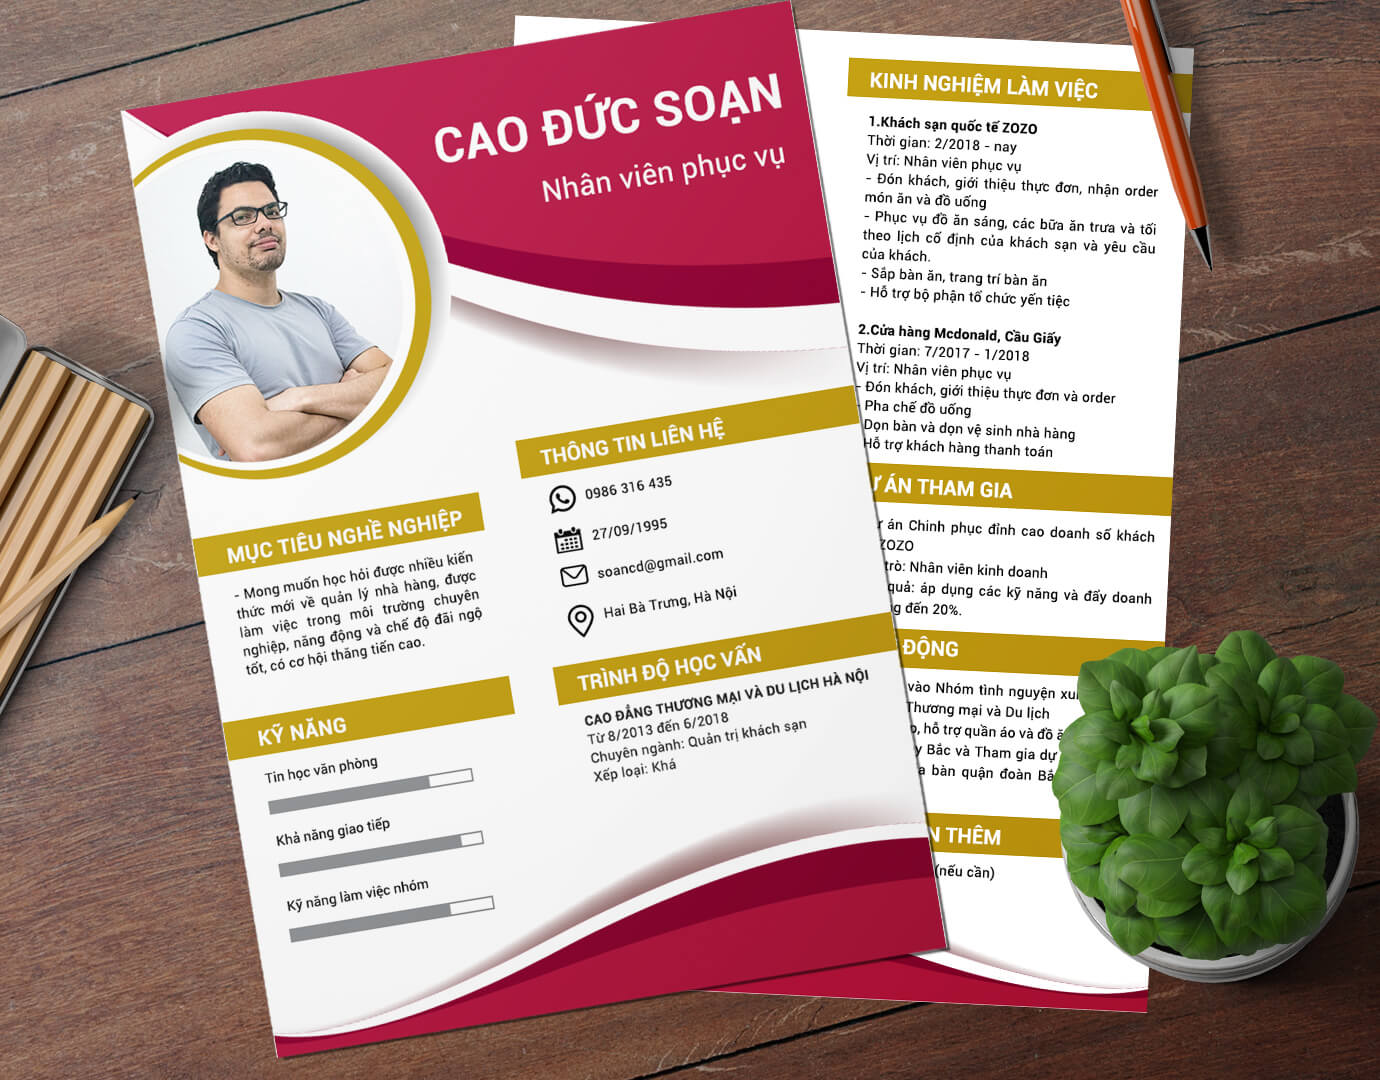 CAO ĐỨC SOẠN
Nhân viên phục vụ
MỤC TIÊU NGHỀ NGHIỆP
- Mong muốn học hỏi được nhiều kiến
thức mới về quản lý nhà hàng, được
làm việc trong môi trường chuyên
nghiệp, năng động và chế độ đãi ngộ
tốt, có cơ hội thăng tiến cao.
KỸ NĂNG
Tin học văn phòng
Khả năng giao tiếp
Kỹ năng làm việc nhóm
THÔNG TIN LIÊN HỆ
0986 316 435
27/09/1995
soancd@gmail.com
Hai Bà Trưng, Hà Nội
TRÌNH ĐỘ HỌC VẤN
CAO ĐẲNG THƯƠNG MẠI VÀ DU LỊCH HÀ NỘI
Từ 8/2013 đến 6/2018
Chuyên ngành: Quản trị khách sạn
Xếp loại: Khá
KINH NGHIỆM LÀM VIỆC
1.Khách sạn quốc tế ZOZO
Thời gian: 2/2018 - nay
Vị trí: Nhân viên phục vụ
- Đón khách, giới thiệu thực đơn, nhận order
món ăn và đồ uống
- Phục vụ đồ ăn sáng, các bữa ăn trưa và tối
theo lịch cố định của khách sạn và yêu cầu
của khách.
- Sắp bàn ăn, trang trí bàn ăn
- Hỗ trợ bộ phận tổ chức yến tiệc
2.Cửa hàng Mcdonald, Cầu Giấy
Thời gian: 7/2017 - 1/2018
Vị trí: Nhân viên phục vụ
- Đón khách, giới thiệu thực đơn và order
- Pha chế đồ uống
Dọn bàn và dọn vệ sinh nhà hàng
Hỗ trợ khách hàng thanh toán
ÁN THAM GIA
án Chinh phục đỉnh cao doanh số khách
ZOZO
trò: Nhân viên kinh doanh
quả: áp dụng các kỹ năng và đẩy doanh
đến 20%.
ĐỘNG
vào Nhóm tình nguyện
Thương mại và Du lịch
hỗ trợ quần áo và đồ
Bắc và Tham gia dự
bàn quận đoàn
THÊM
(nếu cần)